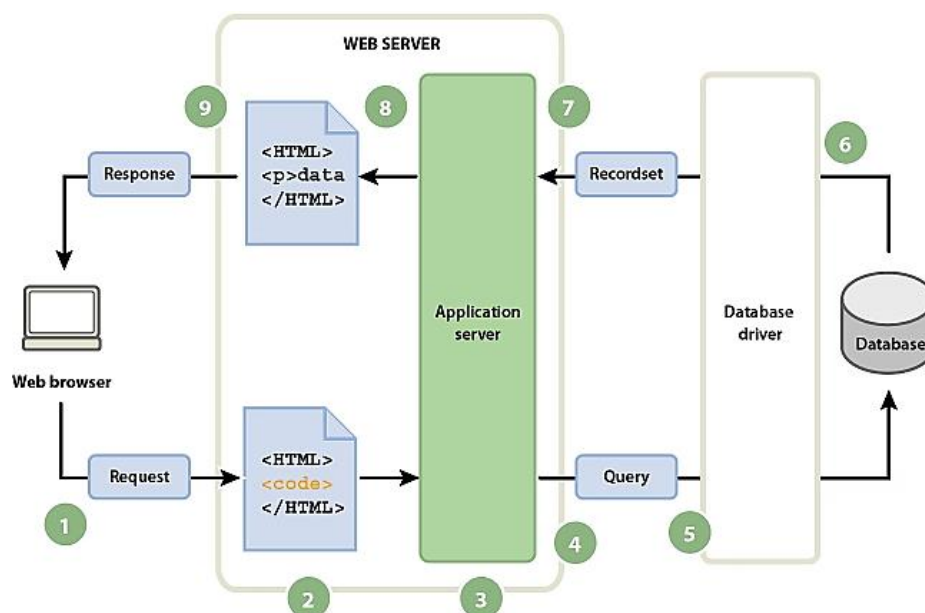 WEB SERVER
9
8
7
6
<HTML>
<p>data
</HTML>
Response
Recordset
Application
server
Database
driver
Database
Web browser
<HTML>
<code>
</HTML>
Request
Query
1
2
3
4
5